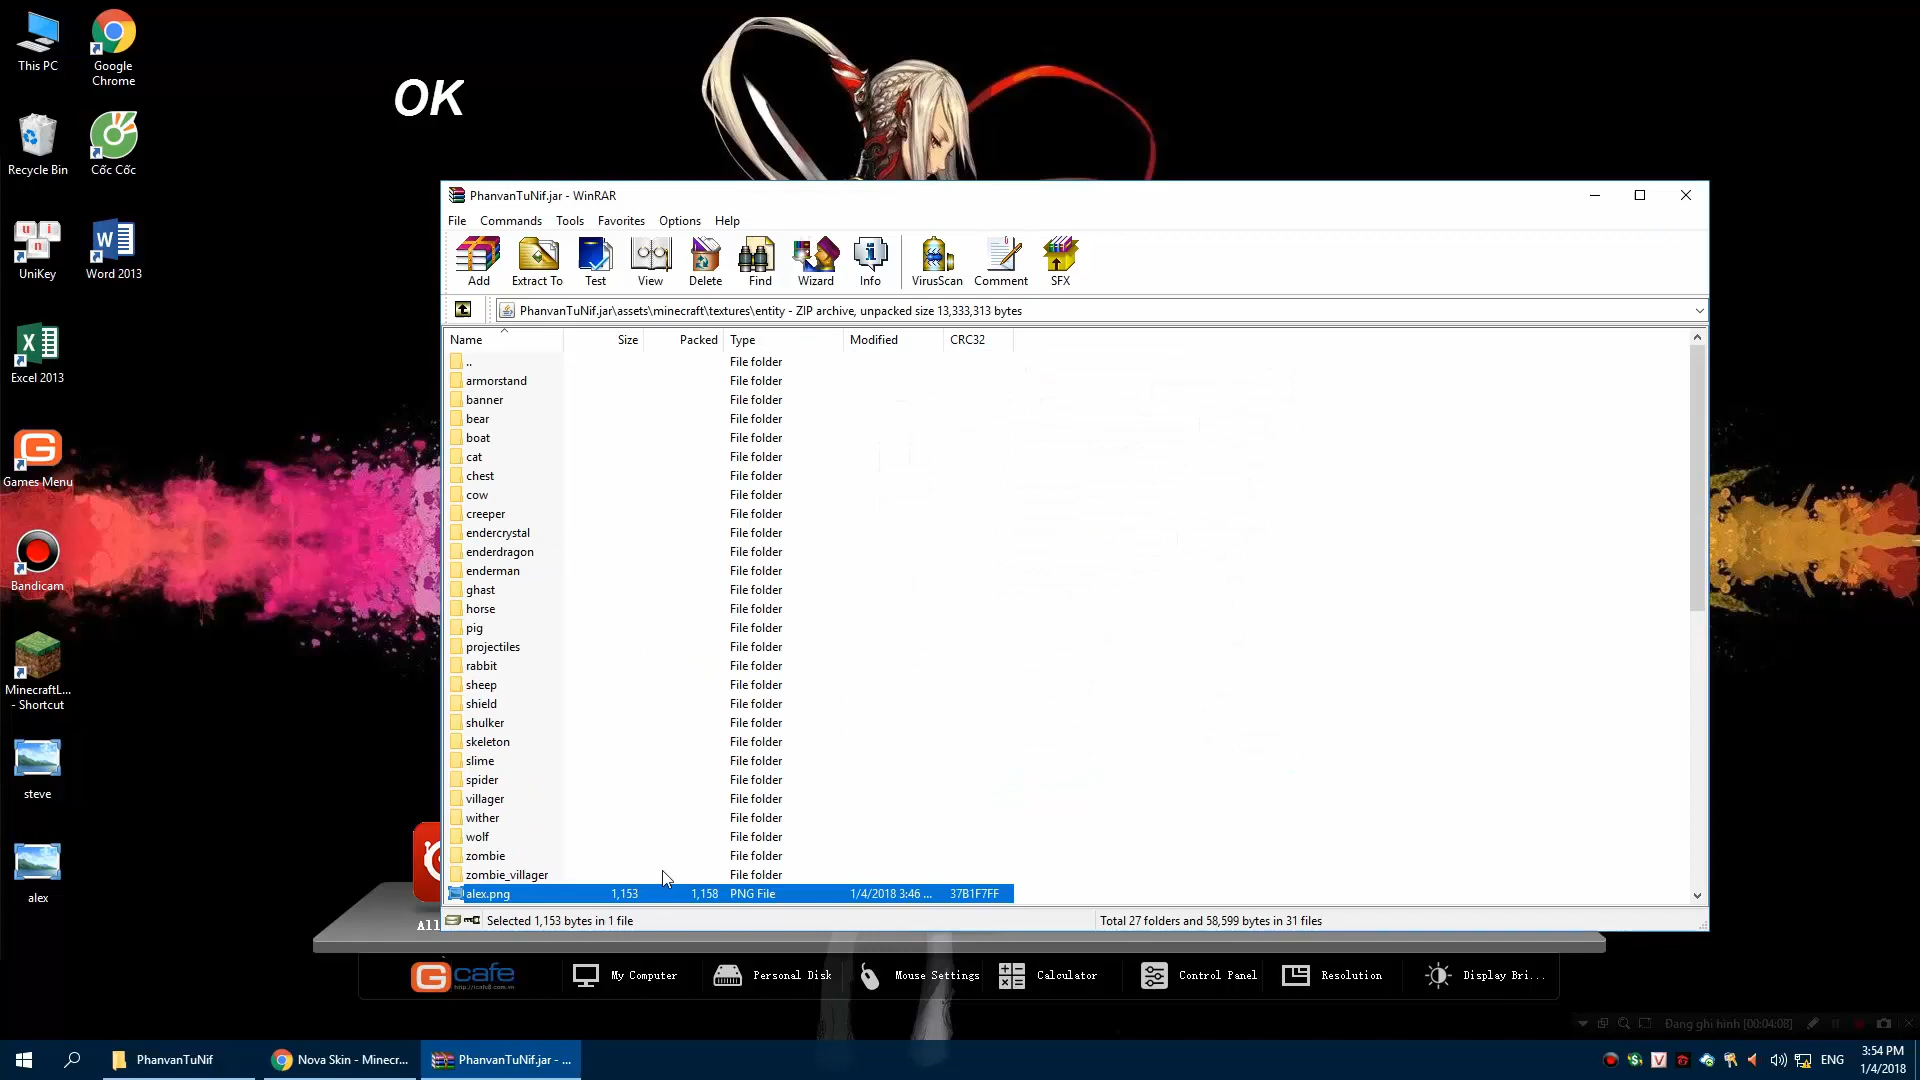 This PC
Google Chrome
OK
Recycle Bin
Cốc Cốc
UniKey
Word 2013
Excel 2013
Games Menu
Bandicam
MinecraftL...
- Shortcut
steve
alex
PhanvanTuNif.jar - WinRAR
File Commands Tools Favorites Options Help
Add Extract To Test View Delete Find Wizard Info VirusScan Comment SFX
PhanvanTuNif.jar\assets\minecraft\textures\entity - ZIP archive, unpacked size 13,333,313 bytes
Name Size Packed Type Modified CRC32
.. File folder
armorstand File folder
banner File folder
bear File folder
boat File folder
cat File folder
chest File folder
cow File folder
creeper File folder
endercrystal File folder
enderdragon File folder
enderman File folder
ghast File folder
horse File folder
pig File folder
projectiles File folder
rabbit File folder
sheep File folder
shield File folder
shulker File folder
skeleton File folder
slime File folder
spider File folder
villager File folder
wither File folder
wolf File folder
zombie File folder
zombie_villager File folder
alex.png 1,153 1,158 PNG File 1/4/2018 3:46 ... 37B1F7FF
Selected 1,153 bytes in 1 file Total 27 folders and 58,599 bytes in 31 files
All
Gcafe
My Computer Personal Disk Mouse Settings Calculator Control Panel Resolution Display Bri...
Đang ghi hình [00:04:08]
PhanvanTuNif Nova Skin - Minecr... PhanvanTuNif.jar - ... ENG 3:54 PM
1/4/2018